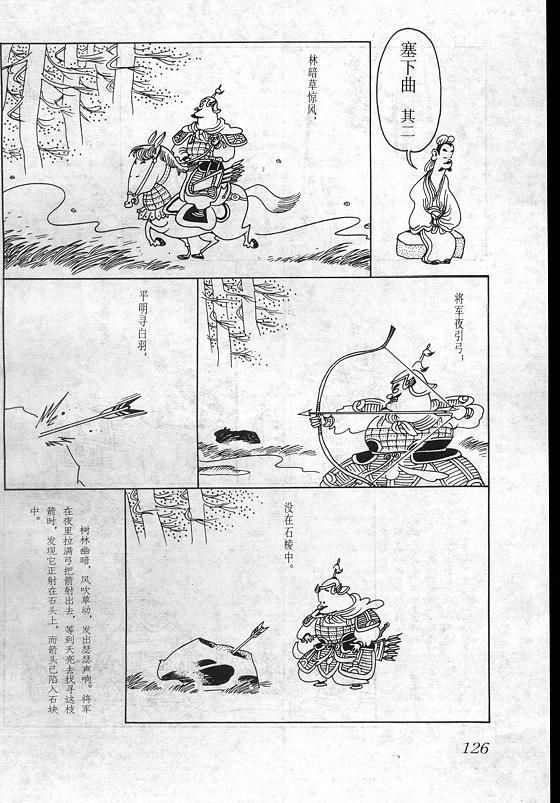 塞下曲 其二
林暗草惊风，
将军夜引弓；
平明寻白羽，
没在石棱中。
树林幽暗，风吹草动，发出瑟瑟声响。将军
在夜里拉满弓把箭射出去，等到天亮去找寻这枝
箭时，发现它正射在石头上，而箭头已陷入石块
中。
126